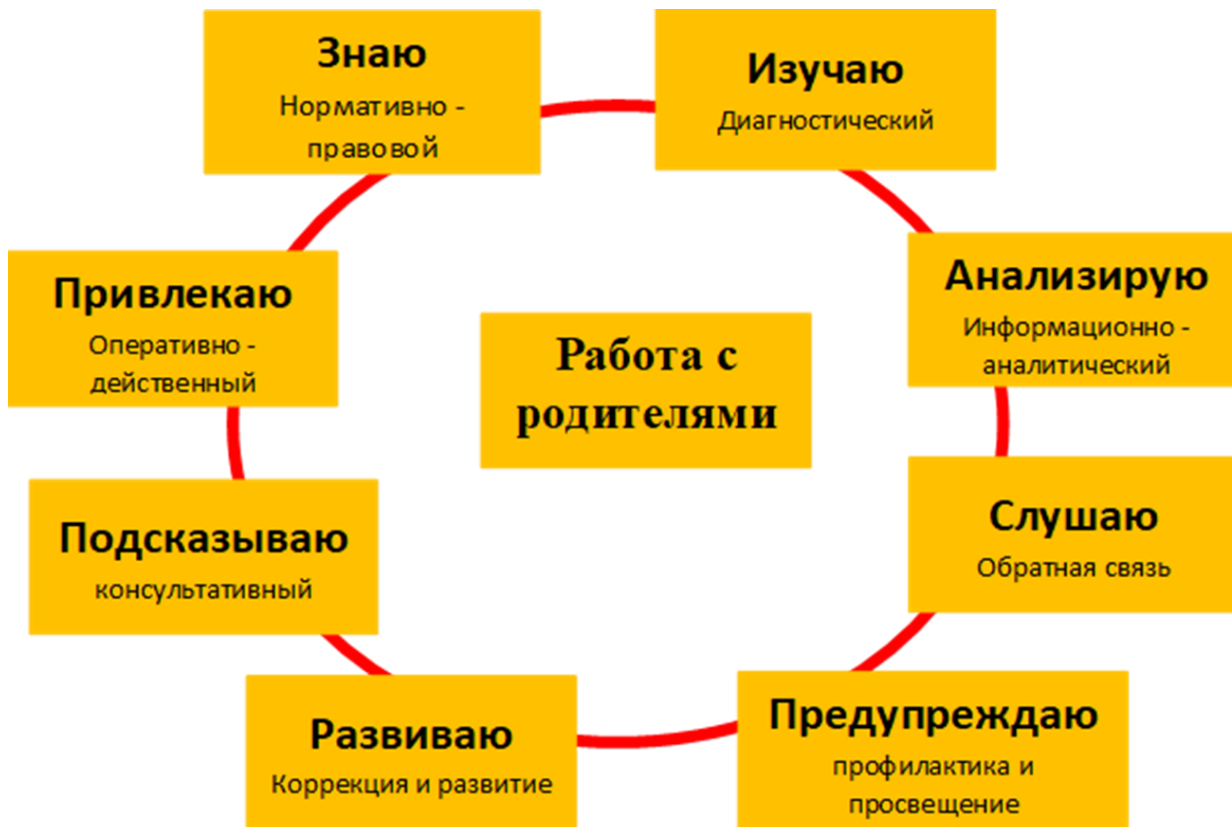 Знаю
Нормативно -
правовой
Изучаю
Диагностический
Анализирую
Информационно -
аналитический
Слушаю
Обратная связь
Предупреждаю
профилактика и
просвещение
Развиваю
Коррекция и развитие
Подсказываю
консультативный
Привлекаю
Оперативно -
действенный
Работа с
родителями